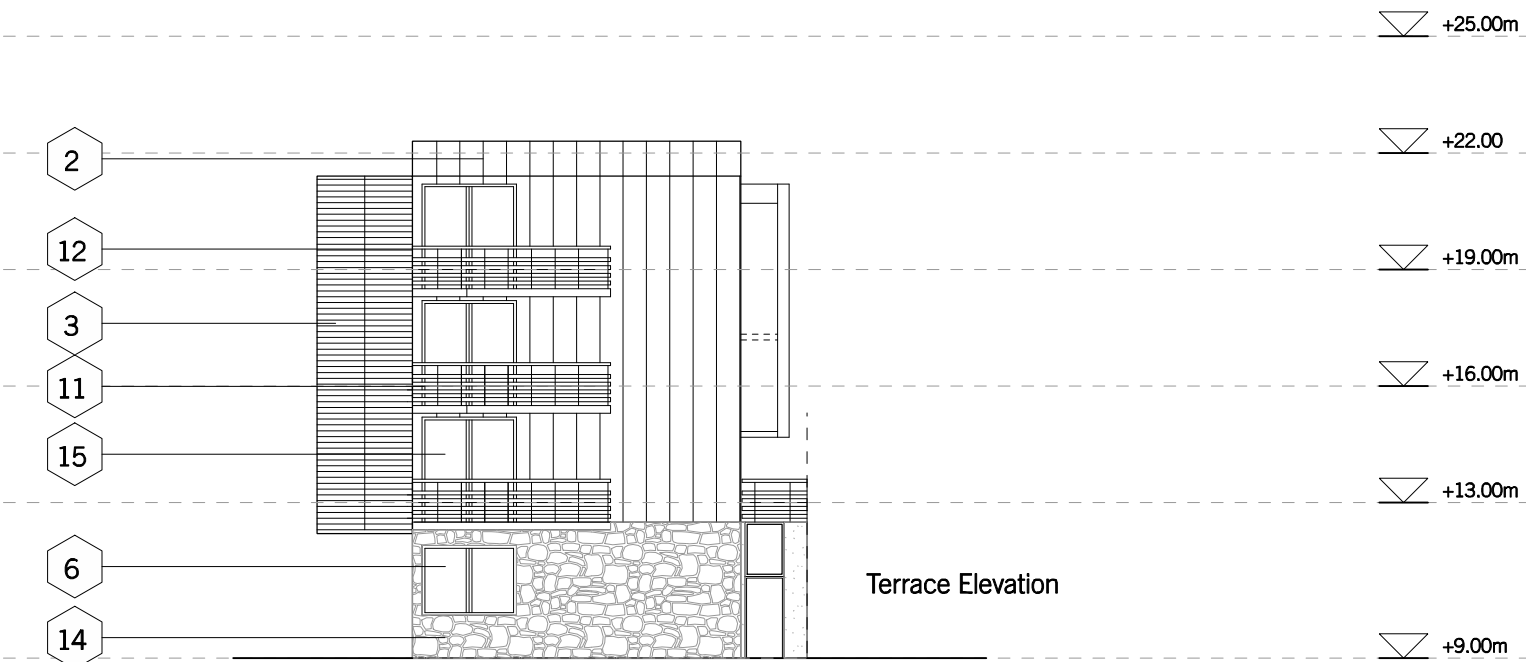 +25.00m
2
+22.00
12
+19.00m
3
11
+16.00m
15
+13.00m
6
Terrace Elevation
14
+9.00m